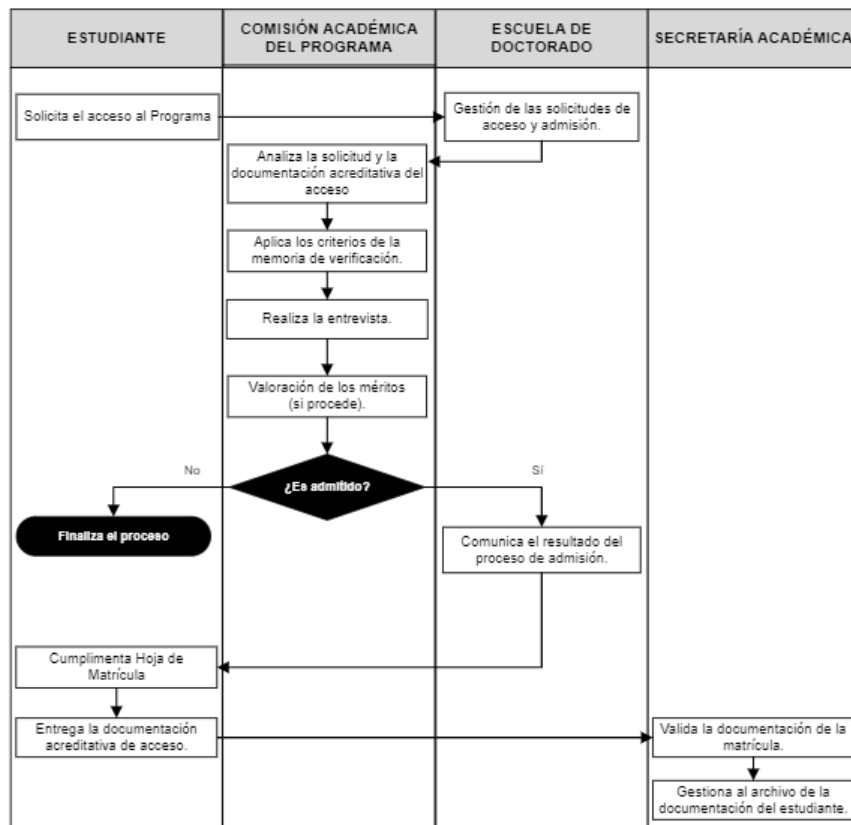 ESTUDIANTE
COMISIÓN ACADÉMICA
DEL PROGRAMA
ESCUELA DE
DOCTORADO
SECRETARÍA ACADÉMICA
Solicita el acceso al Programa
Gestión de las solicitudes de
acceso y admisión.
Analiza la solicitud y la
documentación acreditativa del
acceso
Aplica los criterios de la
memoria de verificación.
Realiza la entrevista.
Valoración de los méritos
(si procede).
¿Es admitido?
No
Sí
Finaliza el proceso
Comunica el resultado del
proceso de admisión.
Cumplimenta Hoja de
Matrícula
Entrega la documentación
acreditativa de acceso.
Valida la documentación de la
matrícula.
Gestiona al archivo de la
documentación del estudiante.